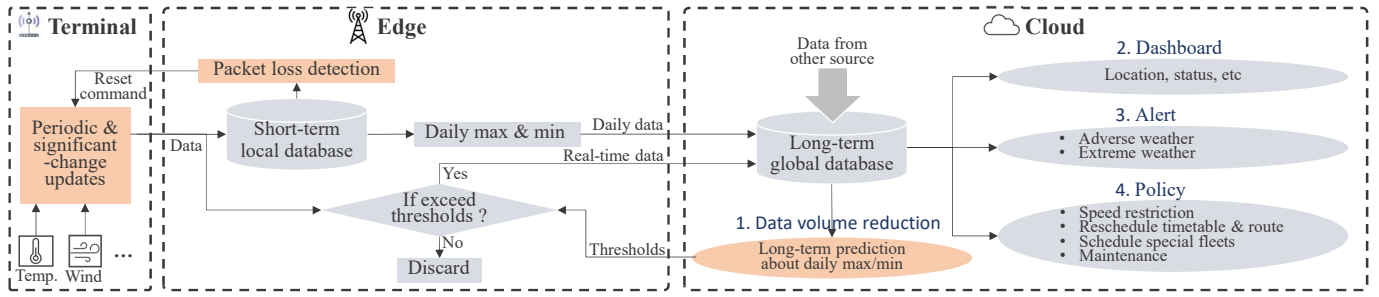 Terminal
Reset
command
Periodic &
significant
-change
updates
Temp.
Wind
...
Edge
Packet loss detection
Data
Short-term
local database
Daily max & min
Daily data
Real-time data
Yes
If exceed
thresholds ?
No
Discard
Thresholds
Cloud
Data from
other source
Long-term
global database
1. Data volume reduction
Long-term prediction
about daily max/min
2. Dashboard
Location, status, etc
3. Alert
• Adverse weather
• Extreme weather
4. Policy
• Speed restriction
• Reschedule timetable & route
• Schedule special fleets
• Maintenance